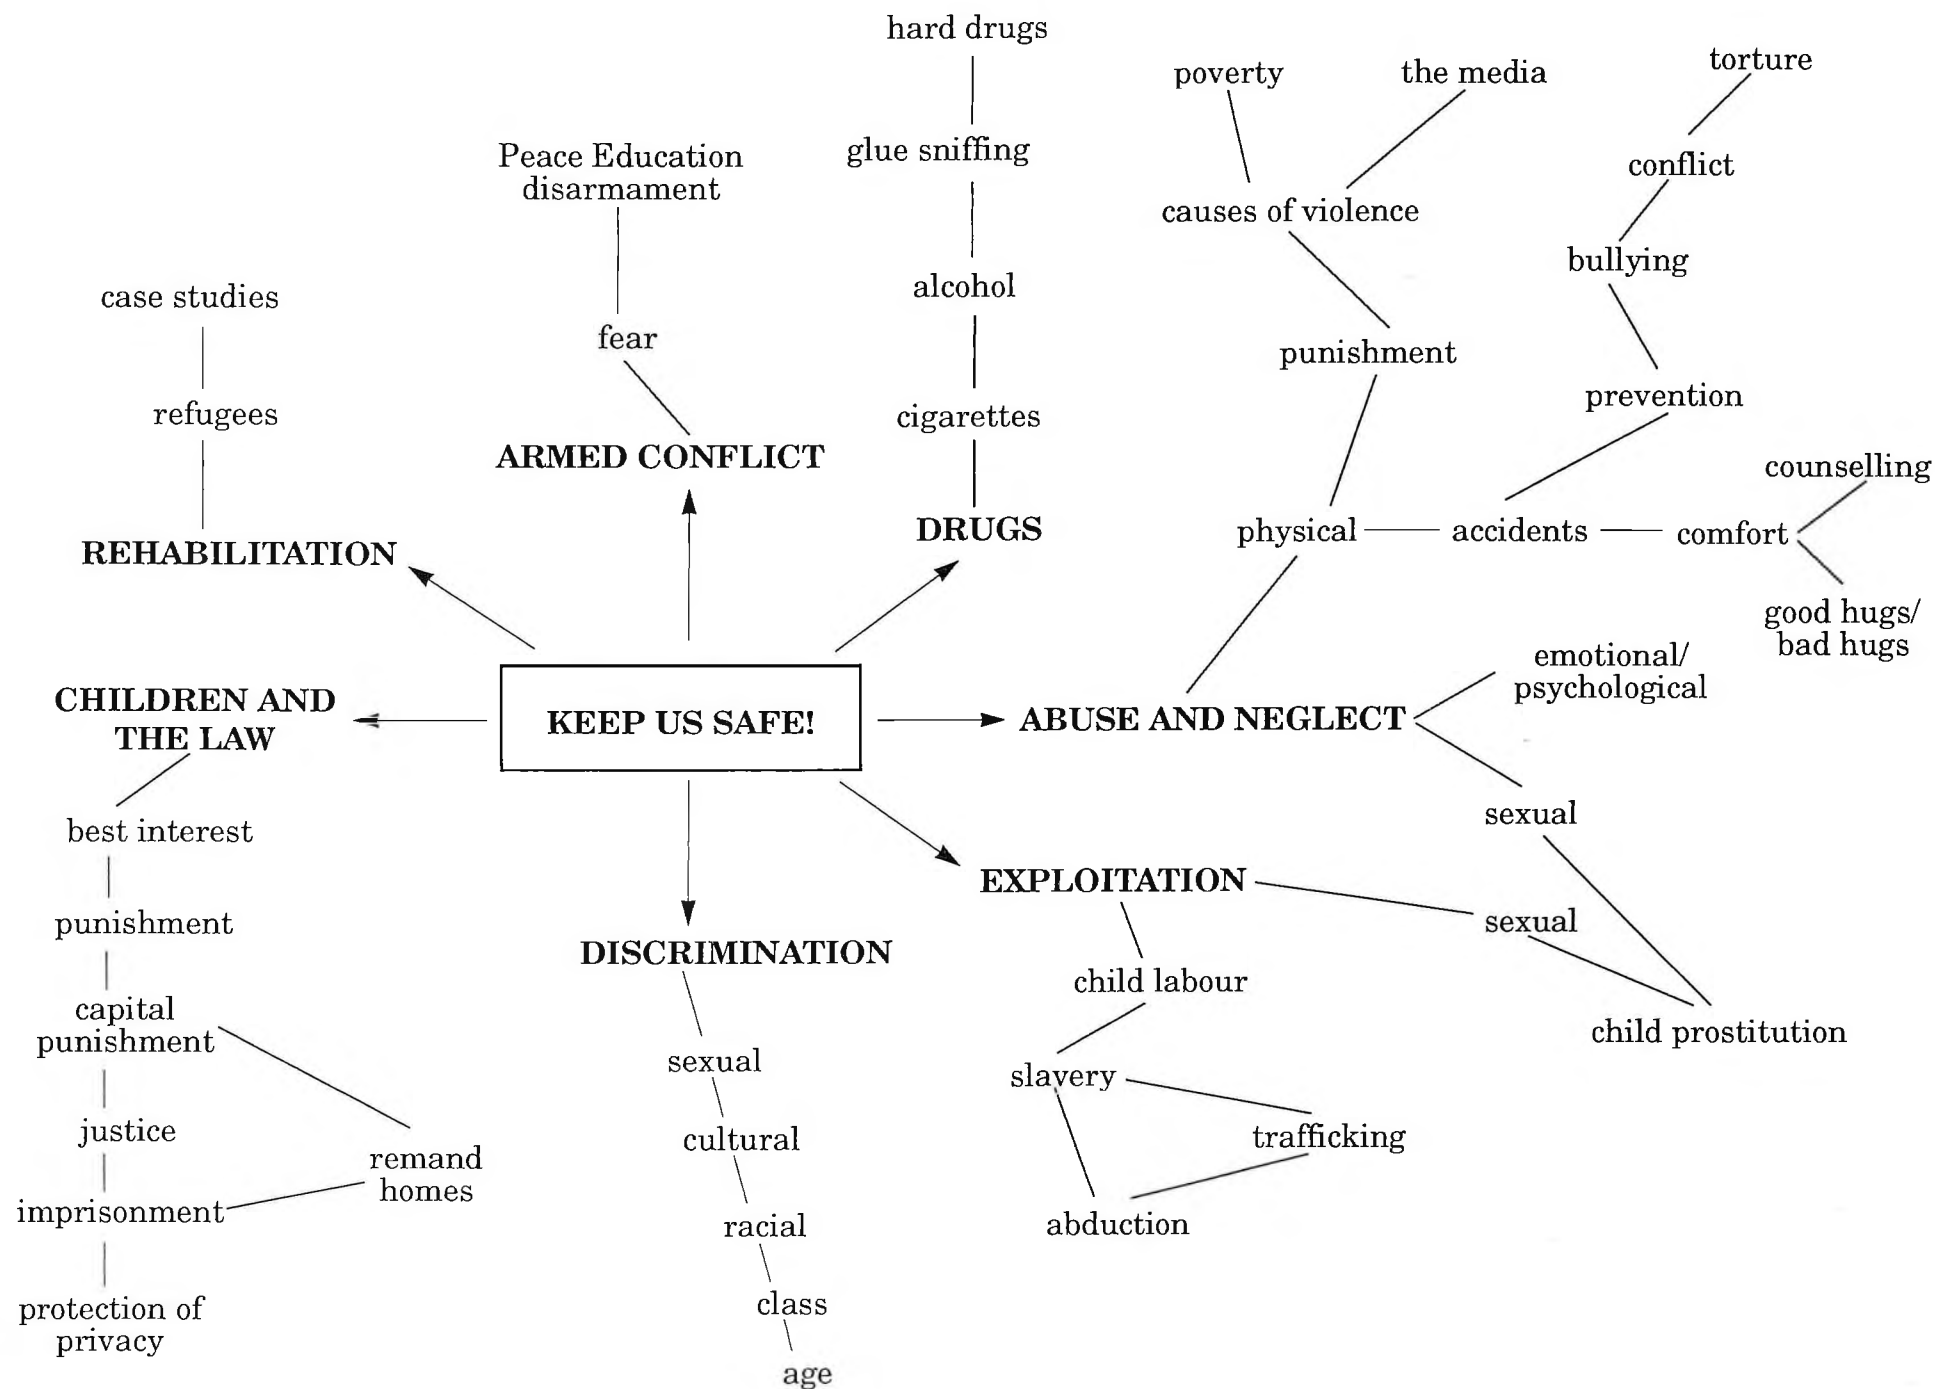 hard drugs
poverty
the media
torture
Peace Education
disarmament
glue sniffing
conflict
causes of violence
bullying
case studies
alcohol
fear
punishment
prevention
refugees
cigarettes
ARMED CONFLICT
counselling
REHABILITATION
DRUGS
physical
accidents
comfort
good hugs/
bad hugs
emotional/
psychological
CHILDREN AND
THE LAW
KEEP US SAFE!
ABUSE AND NEGLECT
sexual
best interest
EXPLOITATION
punishment
sexual
DISCRIMINATION
child labour
capital
punishment
child prostitution
sexual
slavery
justice
cultural
trafficking
remand
homes
imprisonment
racial
abduction
protection of
privacy
class
age